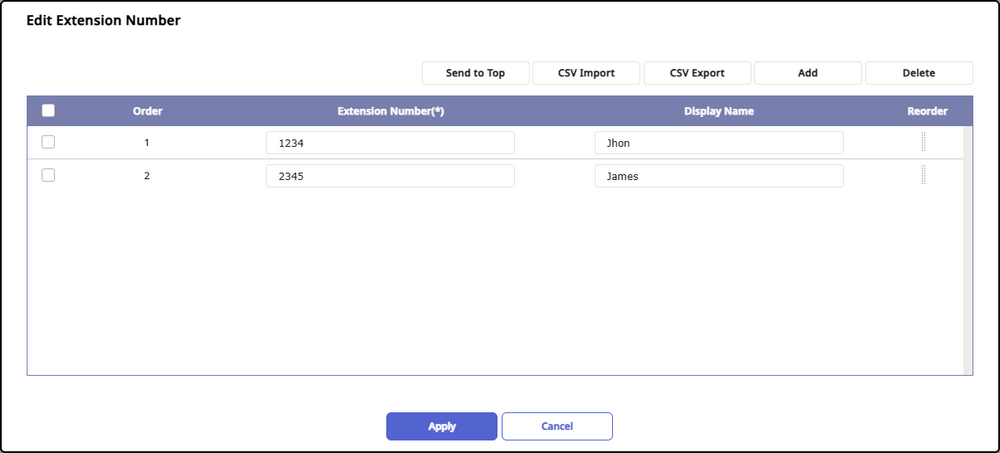 Edit Extension Number
Send to Top CSV Import CSV Export Add Delete
Order Extension Number(*) Display Name Reorder
1 1234 Jhon
2 2345 James
Apply Cancel